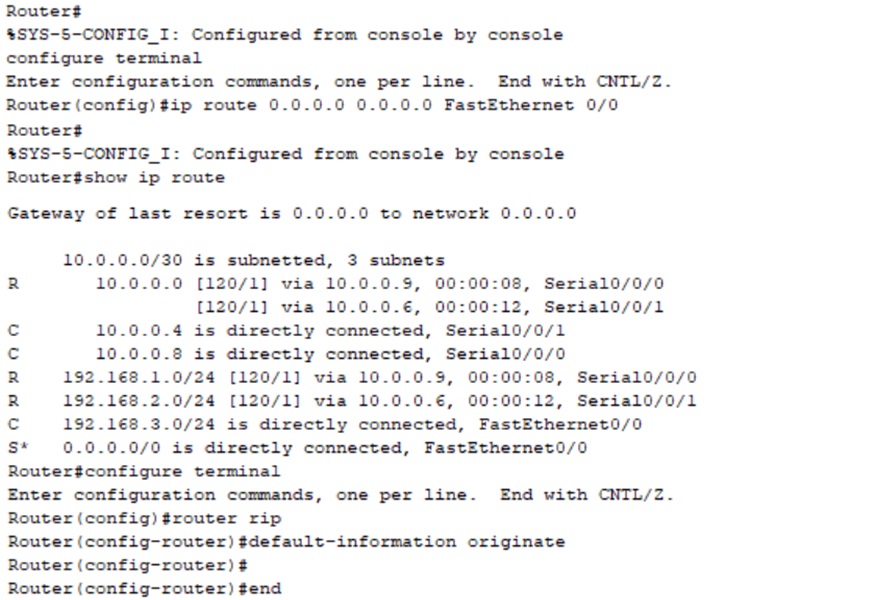 Router#
%SYS-5-CONFIG_I: Configured from console by console
configure terminal
Enter configuration commands, one per line.  End with CNTL/Z.
Router(config)#ip route 0.0.0.0 0.0.0.0 FastEthernet 0/0
Router#
%SYS-5-CONFIG_I: Configured from console by console
Router#show ip route
Gateway of last resort is 0.0.0.0 to network 0.0.0.0
     10.0.0.0/30 is subnetted, 3 subnets
R       10.0.0.0 [120/1] via 10.0.0.9, 00:00:08, Serial0/0/0
                 [120/1] via 10.0.0.6, 00:00:12, Serial0/0/1
C       10.0.0.4 is directly connected, Serial0/0/1
C       10.0.0.8 is directly connected, Serial0/0/0
R    192.168.1.0/24 [120/1] via 10.0.0.9, 00:00:08, Serial0/0/0
R    192.168.2.0/24 [120/1] via 10.0.0.6, 00:00:12, Serial0/0/1
C    192.168.3.0/24 is directly connected, FastEthernet0/0
S*   0.0.0.0/0 is directly connected, FastEthernet0/0
Router#configure terminal
Enter configuration commands, one per line.  End with CNTL/Z.
Router(config)#router rip
Router(config-router)#default-information originate
Router(config-router)#
Router(config-router)#end